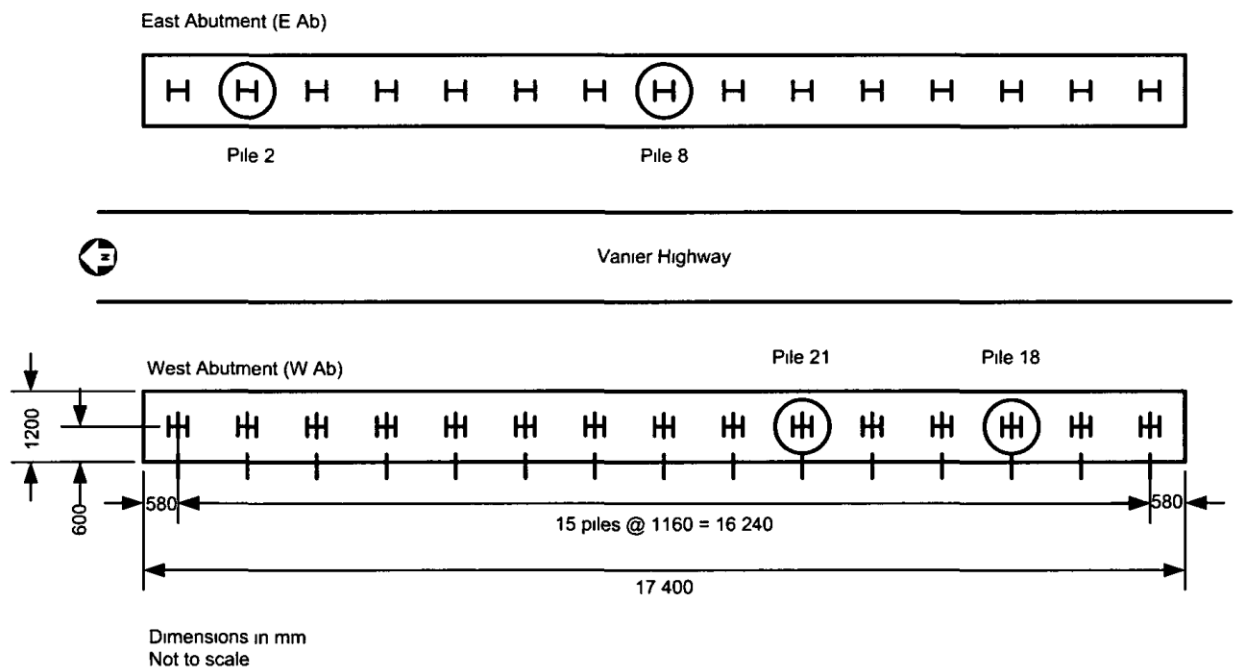 East Abutment (E Ab)
Pile 2
Pile 8
N
Vanier Highway
Pile 21
Pile 18
West Abutment (W Ab)
1200
600
580
580
15 piles @ 1160 = 16 240
17 400
Dimensions in mm
Not to scale